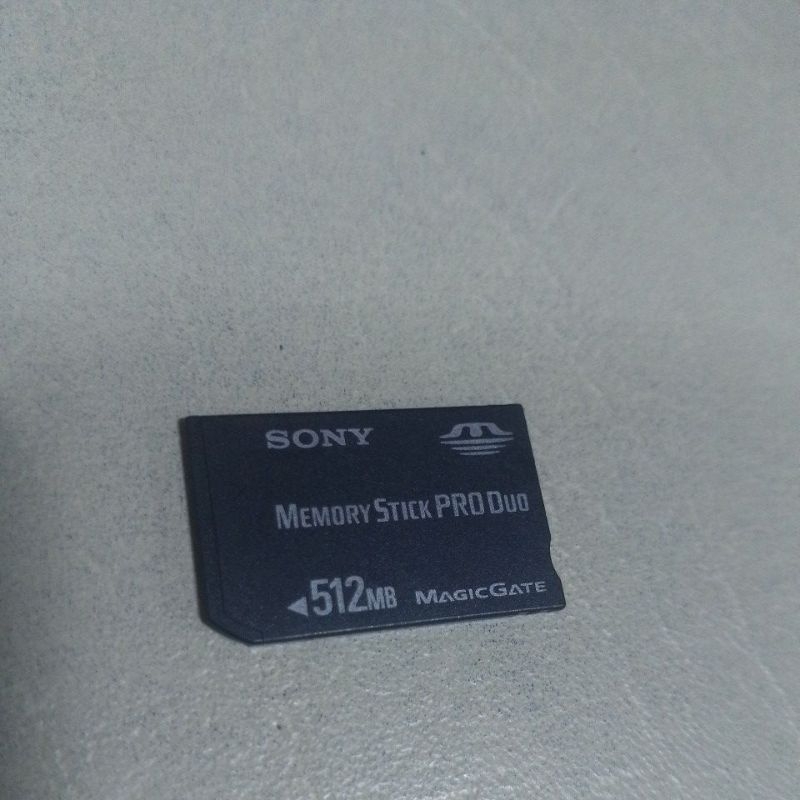 SONY
MEMORY STICK PRO DUO
512MB MAGICGATE